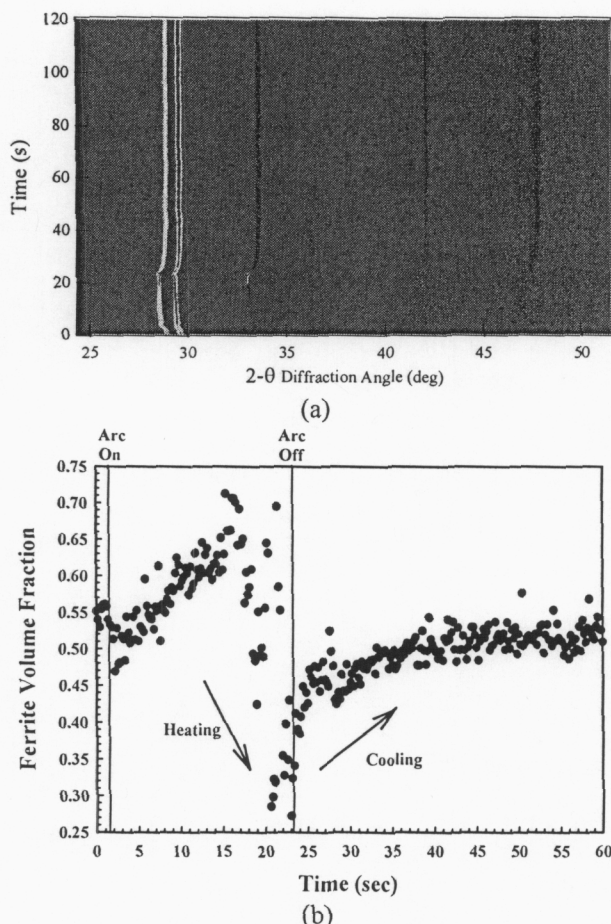 120
100
80
60
40
20
0
Time (s)
25 30 35 40 45 50
2-θ Diffraction Angle (deg)
(a)
Arc On
Arc Off
0.75
0.70
0.65
0.60
0.55
0.50
0.45
0.40
0.35
0.30
0.25
Ferrite Volume Fraction
Heating
Cooling
0 5 10 15 20 25 30 35 40 45 50 55 60
Time (sec)
(b)